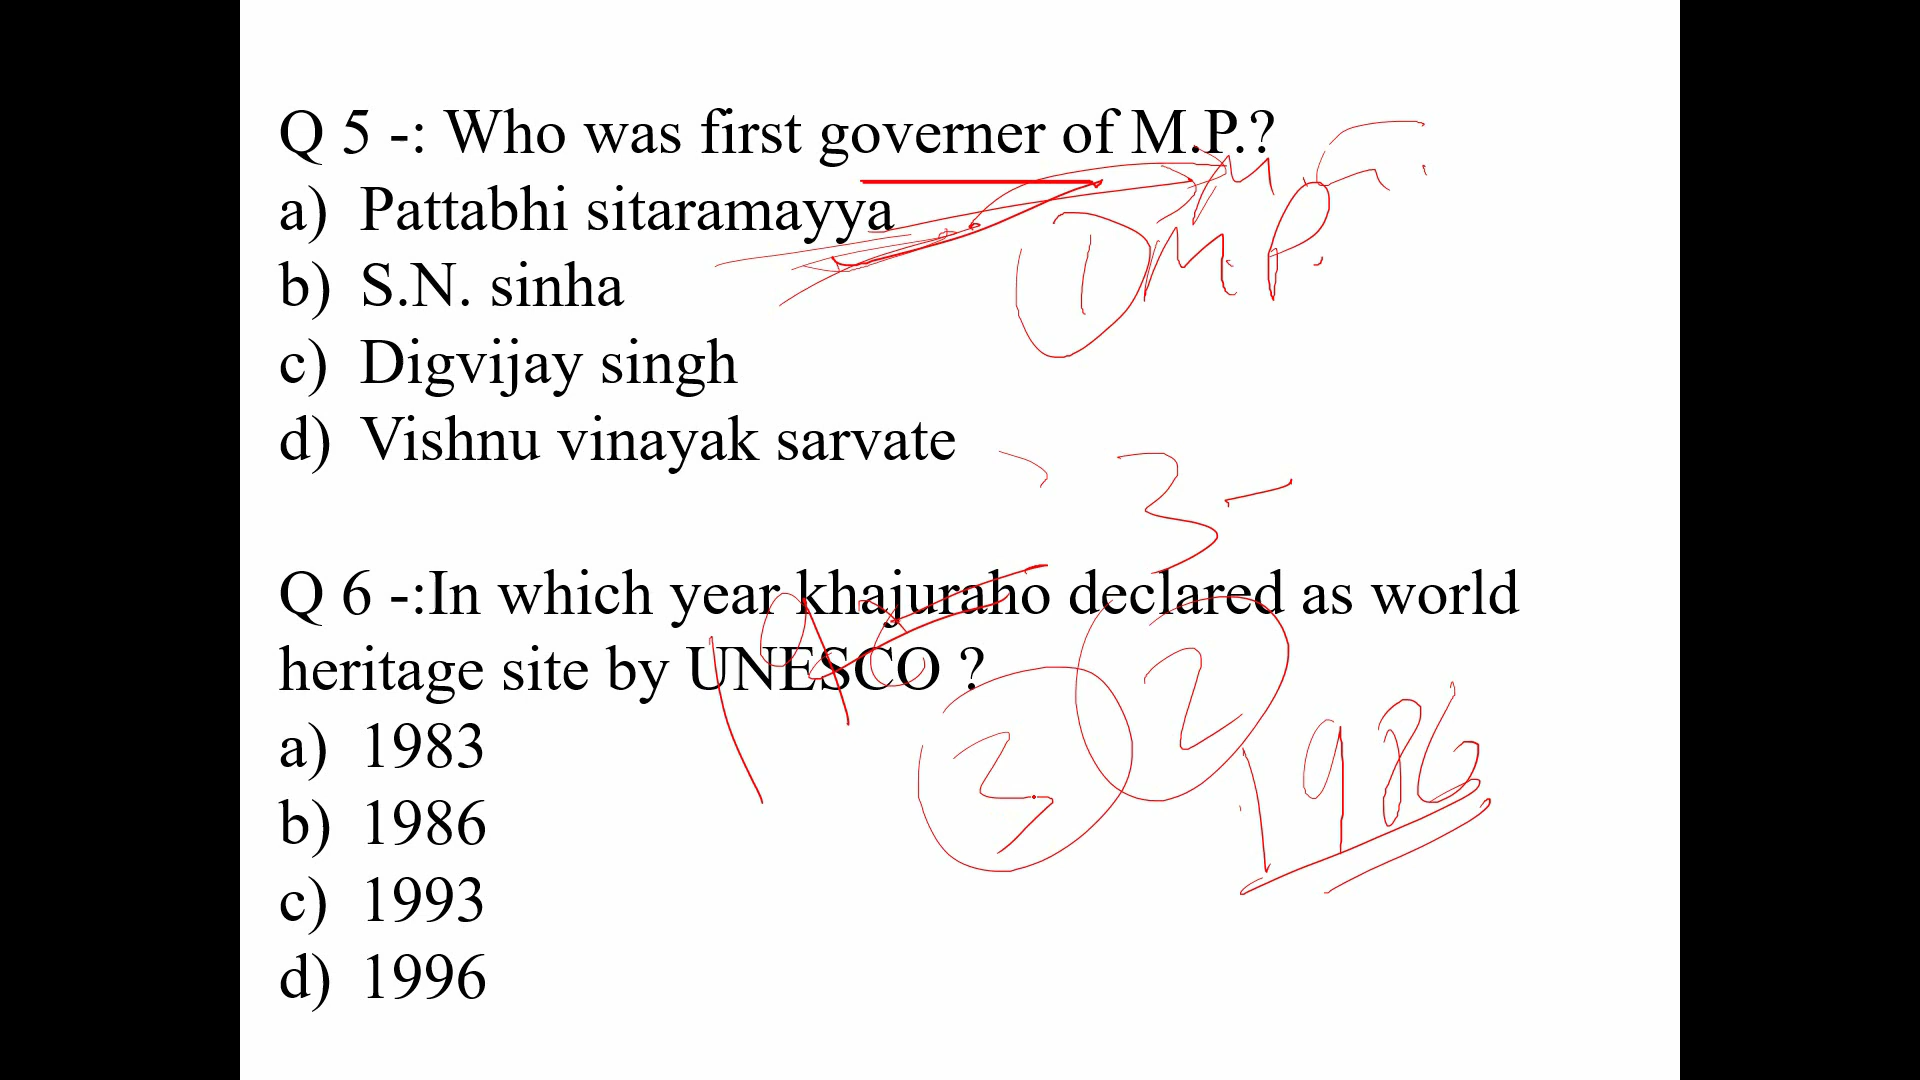 Q 5 -: Who was first governer of M.P.?
a) Pattabhi sitaramayya
b) S.N. sinha
c) Digvijay singh
d) Vishnu vinayak sarvate
1 M.P.
3
Q 6 -:In which year khajuraho declared as world
heritage site by UNESCO ?
a) 1983
b) 1986
c) 1993
d) 1996
3
2
1986